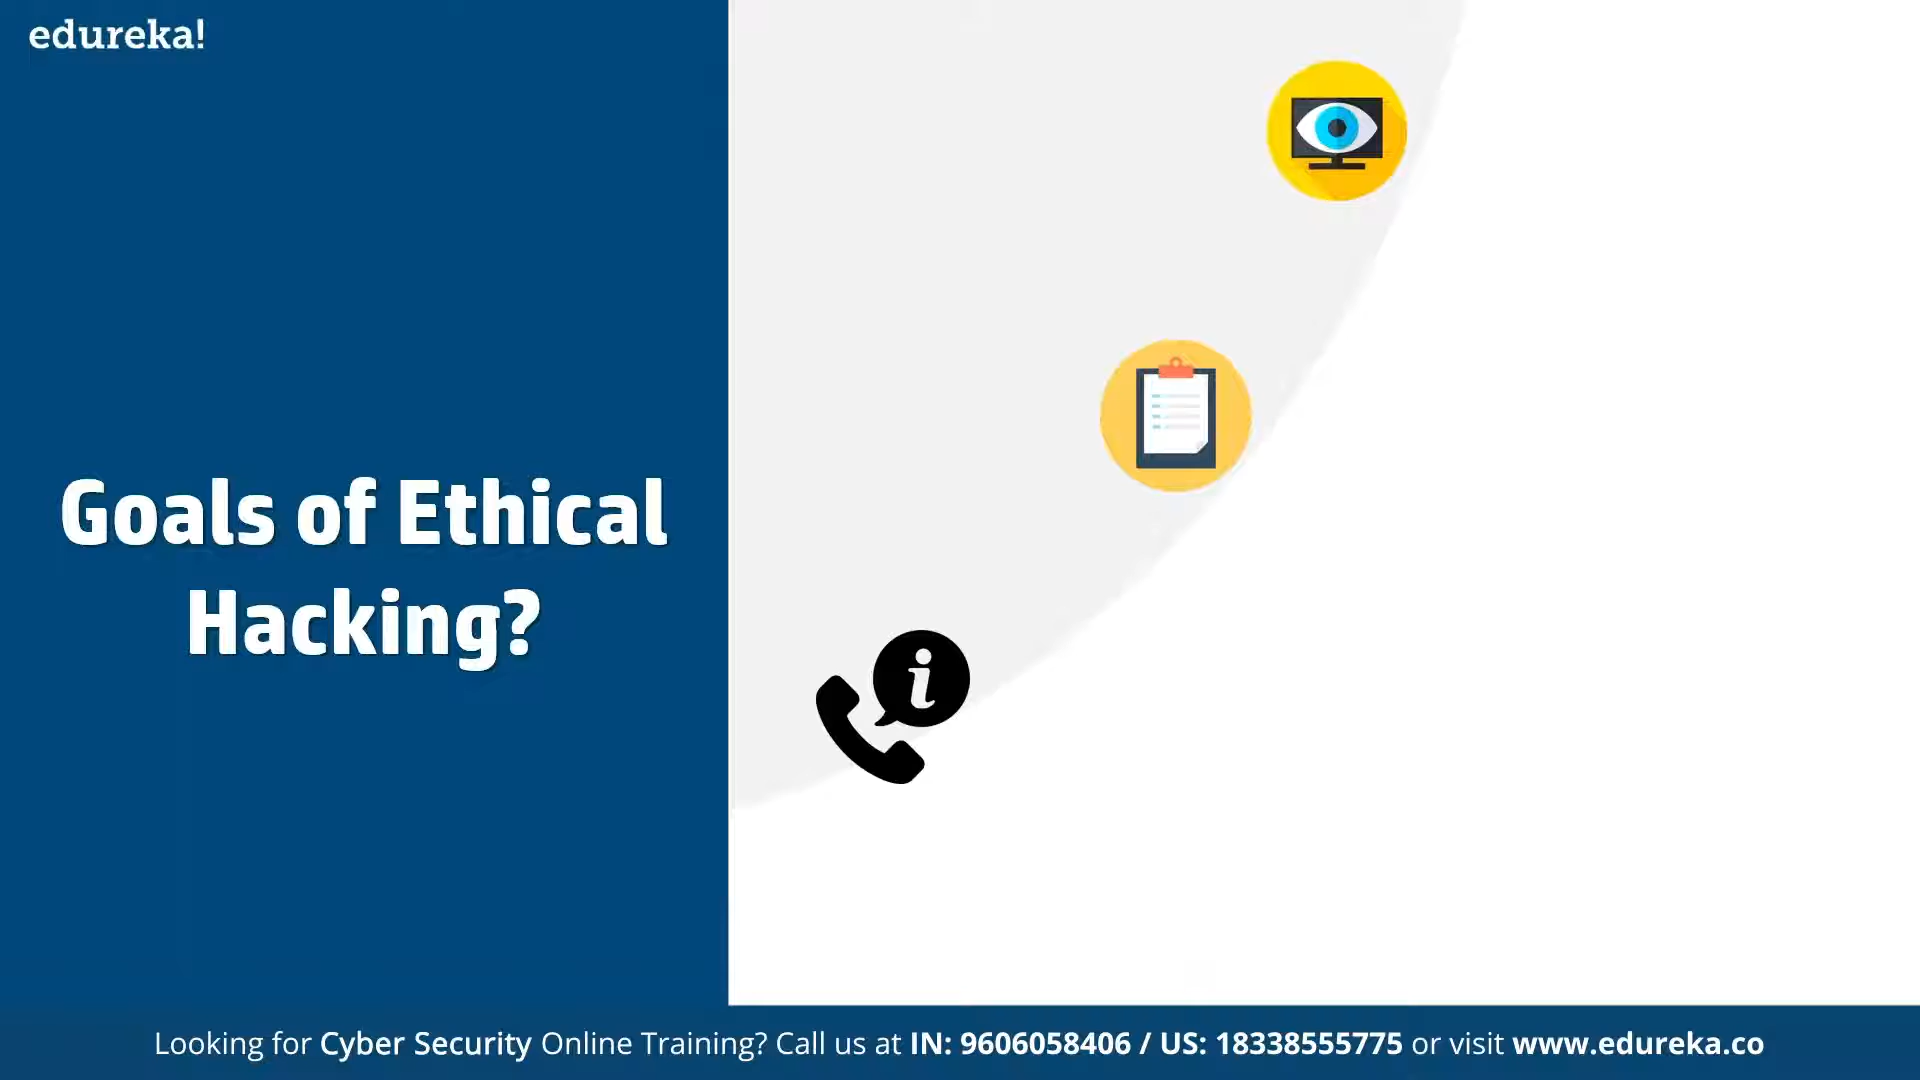 edureka!
Goals of Ethical
Hacking?
i
Looking for Cyber Security Online Training? Call us at IN: 9606058406 / US: 18338555775 or visit www.edureka.co